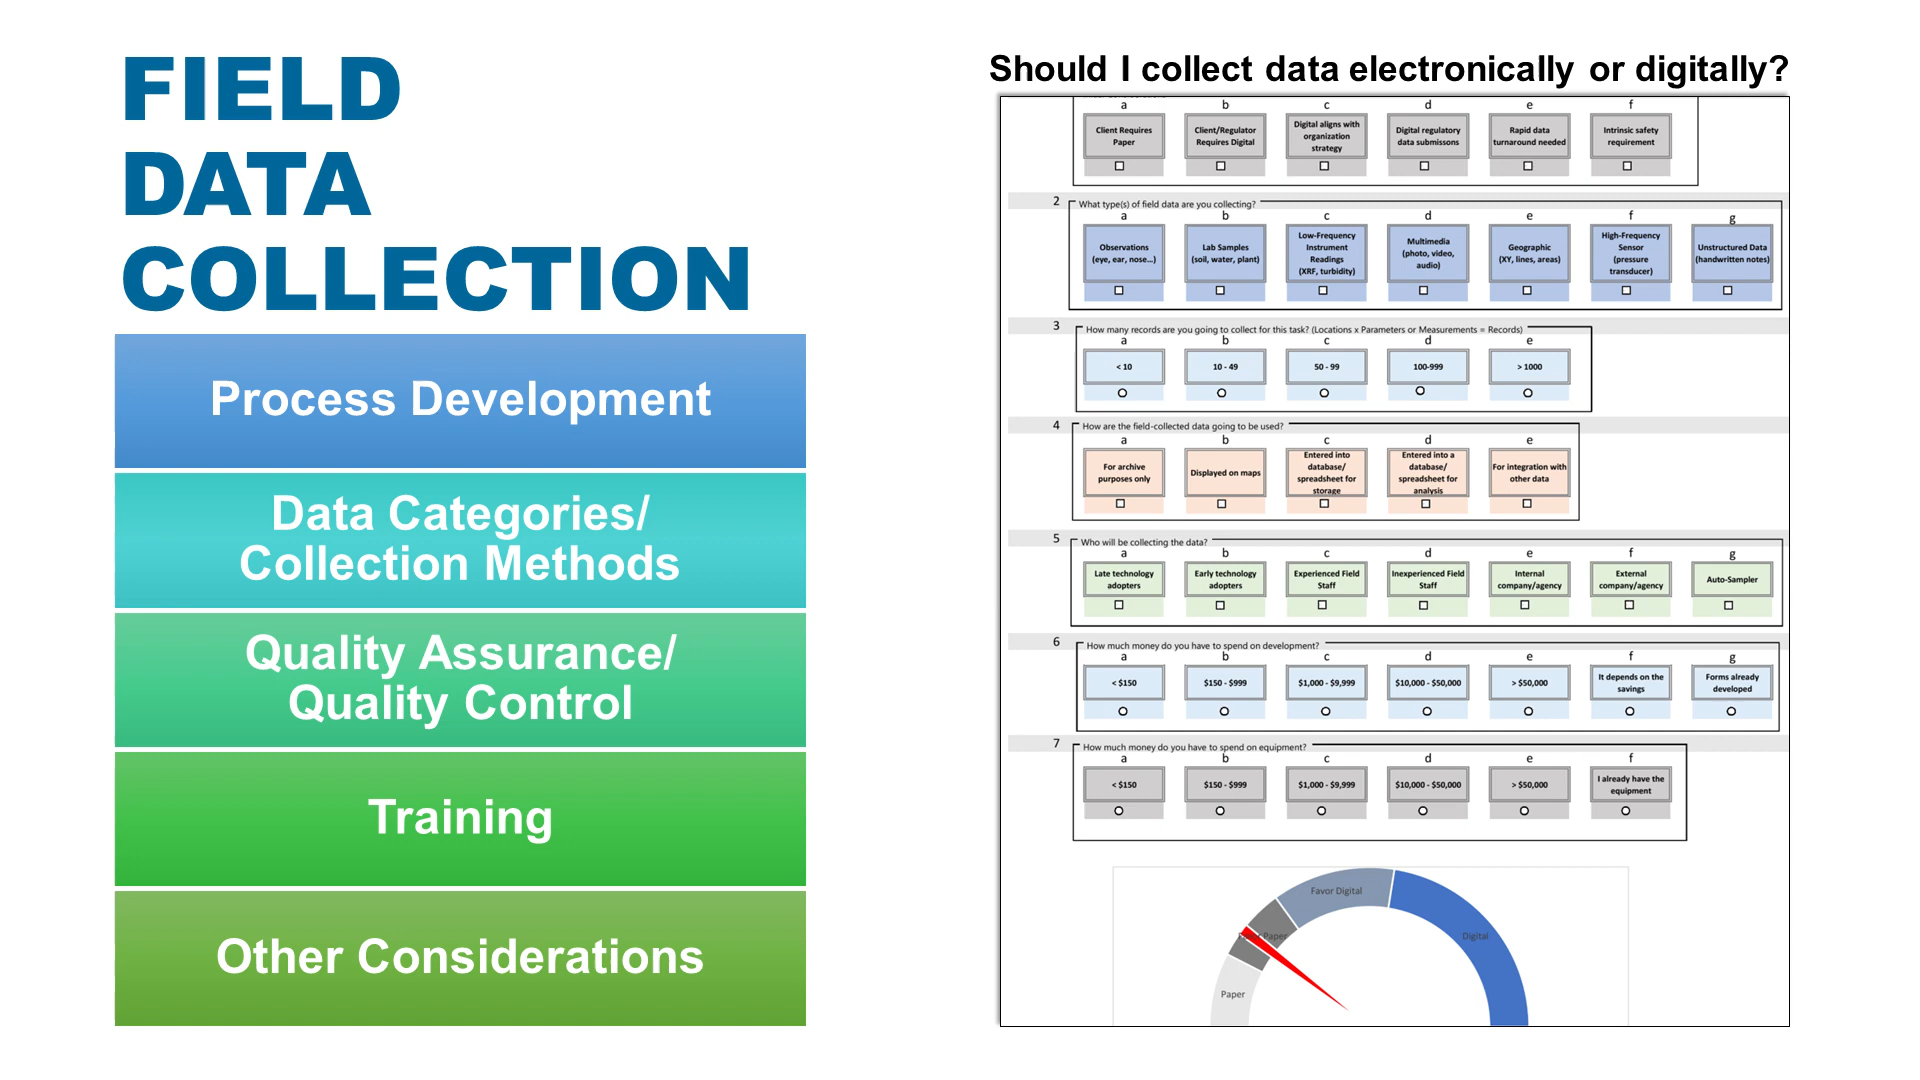 FIELD
DATA
COLLECTION
Process Development
Data Categories/
Collection Methods
Quality Assurance/
Quality Control
Training
Other Considerations
Should I collect data electronically or digitally?
a b c d e f
Client Requires
Paper
Client/Regulator
Requires Digital
Digital aligns with
organization
strategy
Digital regulatory
data submissons
Rapid data
turnaround needed
Intrinsic safety
requirement
2 What type(s) of field data are you collecting?
a b c d e f g
Observations
(eye, ear, nose...)
Lab Samples
(soil, water, plant)
Low-Frequency
Instrument
Readings
(XRF, turbidity)
Multimedia
(photo, video,
audio)
Geographic
(XY, lines, areas)
High-Frequency
Sensor
(pressure
transducer)
Unstructured Data
(handwritten notes)
3 How many records are you going to collect for this task? (Locations x Parameters or Measurements = Records)
a b c d e
< 10
10 - 49
50 - 99
100-999
> 1000
4 How are the field-collected data going to be used?
a b c d e
For archive
purposes only
Displayed on maps
Entered into
database/
spreadsheet for
storage
Entered into a
database/
spreadsheet for
analysis
For integration with
other data
5 Who will be collecting the data?
a b c d e f g
Late technology
adopters
Early technology
adopters
Experienced Field
Staff
Inexperienced Field
Staff
Internal
company/agency
External
company/agency
Auto-Sampler
6 How much money do you have to spend on development?
a b c d e f g
< $150
$150 - $999
$1,000 - $9,999
$10,000 - $50,000
> $50,000
It depends on the
savings
Forms already
developed
7 How much money do you have to spend on equipment?
a b c d e f
< $150
$150 - $999
$1,000 - $9,999
$10,000 - $50,000
> $50,000
I already have the
equipment
Favor Digital
Paper
Digital
Paper